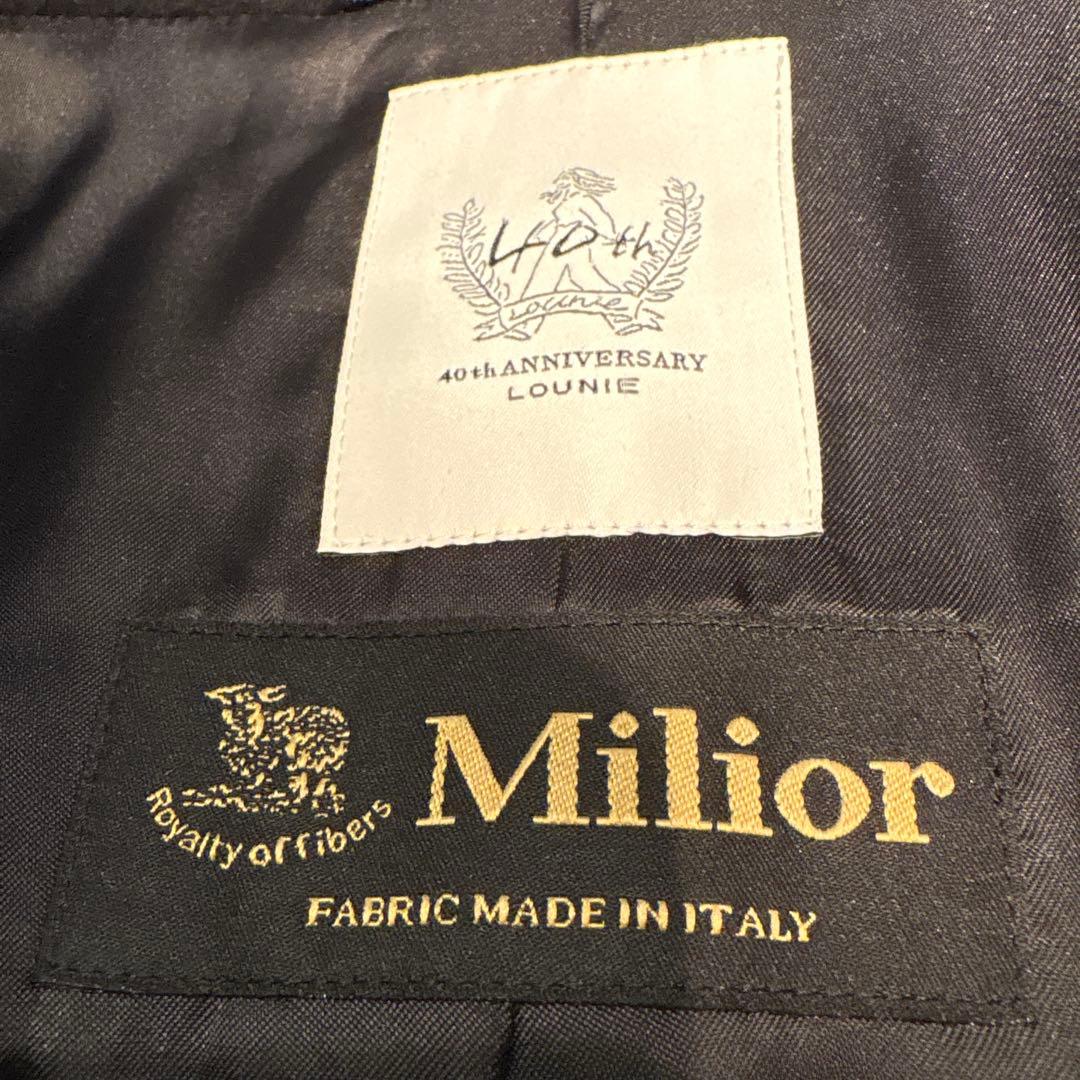 40th
LOUNIE
40th ANNIVERSARY
LOUNIE
Milior
Royalty of fibers
FABRIC MADE IN ITALY